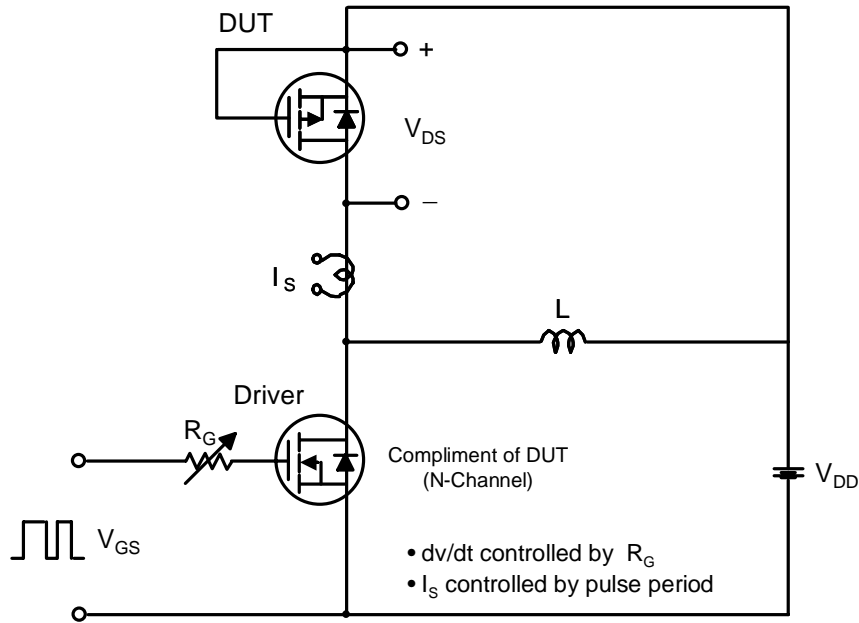 DUT
+
V_DS
–
I_S
L
Driver
R_G
Compliment of DUT
(N-Channel)
V_DD
V_GS
• dv/dt controlled by R_G
• I_S controlled by pulse period